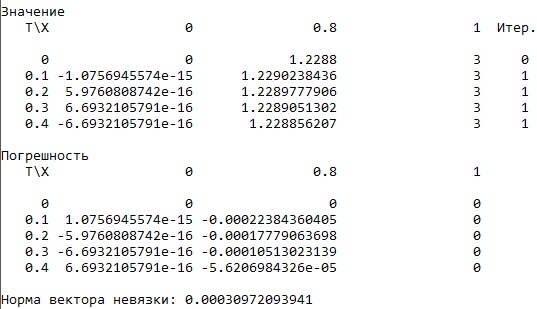 Значение
T\X 0 0.8 1 Итер.
0 0 1.2288 3 0
0.1 -1.0756945574e-15 1.2290238436 3 1
0.2 5.9760808742e-16 1.2289777906 3 1
0.3 6.6932105791e-16 1.2289051302 3 1
0.4 -6.6932105791e-16 1.228856207 3 1
Погрешность
T\X 0 0.8 1
0 0 0 0
0.1 1.0756945574e-15 -0.00022384360405 0
0.2 -5.9760808742e-16 -0.00017779063698 0
0.3 -6.6932105791e-16 -0.00010513023139 0
0.4 6.6932105791e-16 -5.6206984326e-05 0
Норма вектора невязки: 0.00030972093941